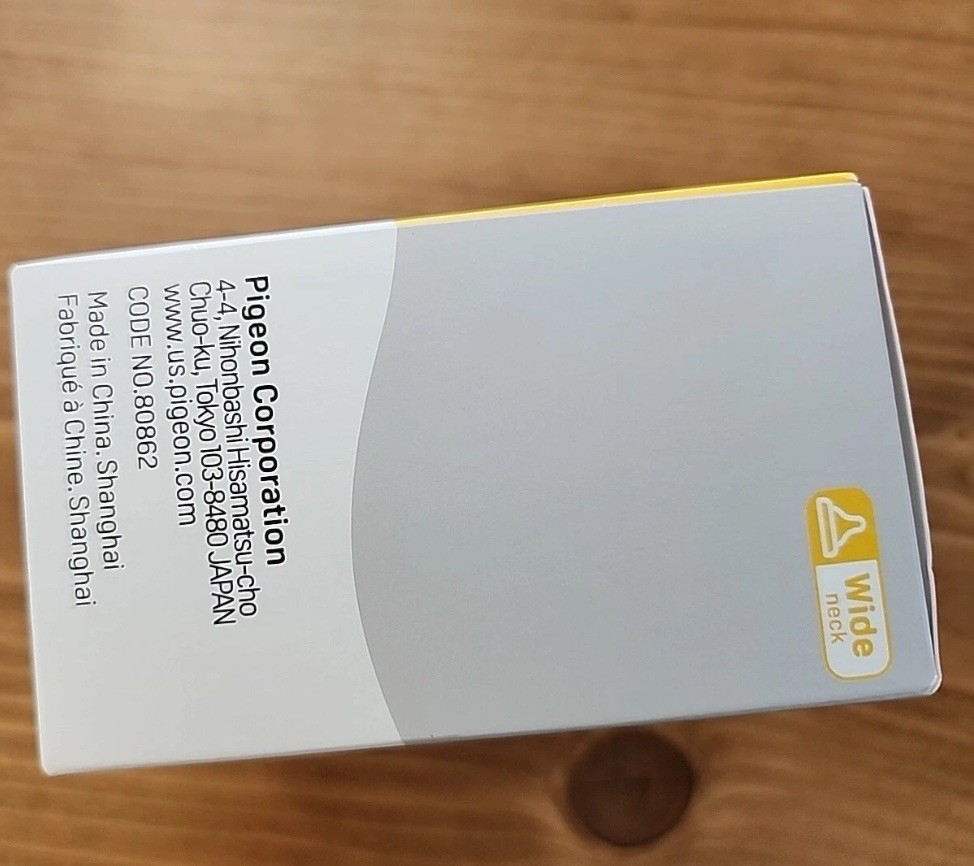 Wide
neck
Pigeon Corporation
4-4, Nihonbashi Hisamatsu-cho
Chuo-ku, Tokyo 103-8480 JAPAN
www.us.pigeon.com
CODE NO.80862
Made in China. Shanghai
Fabriqué à Chine. Shanghai